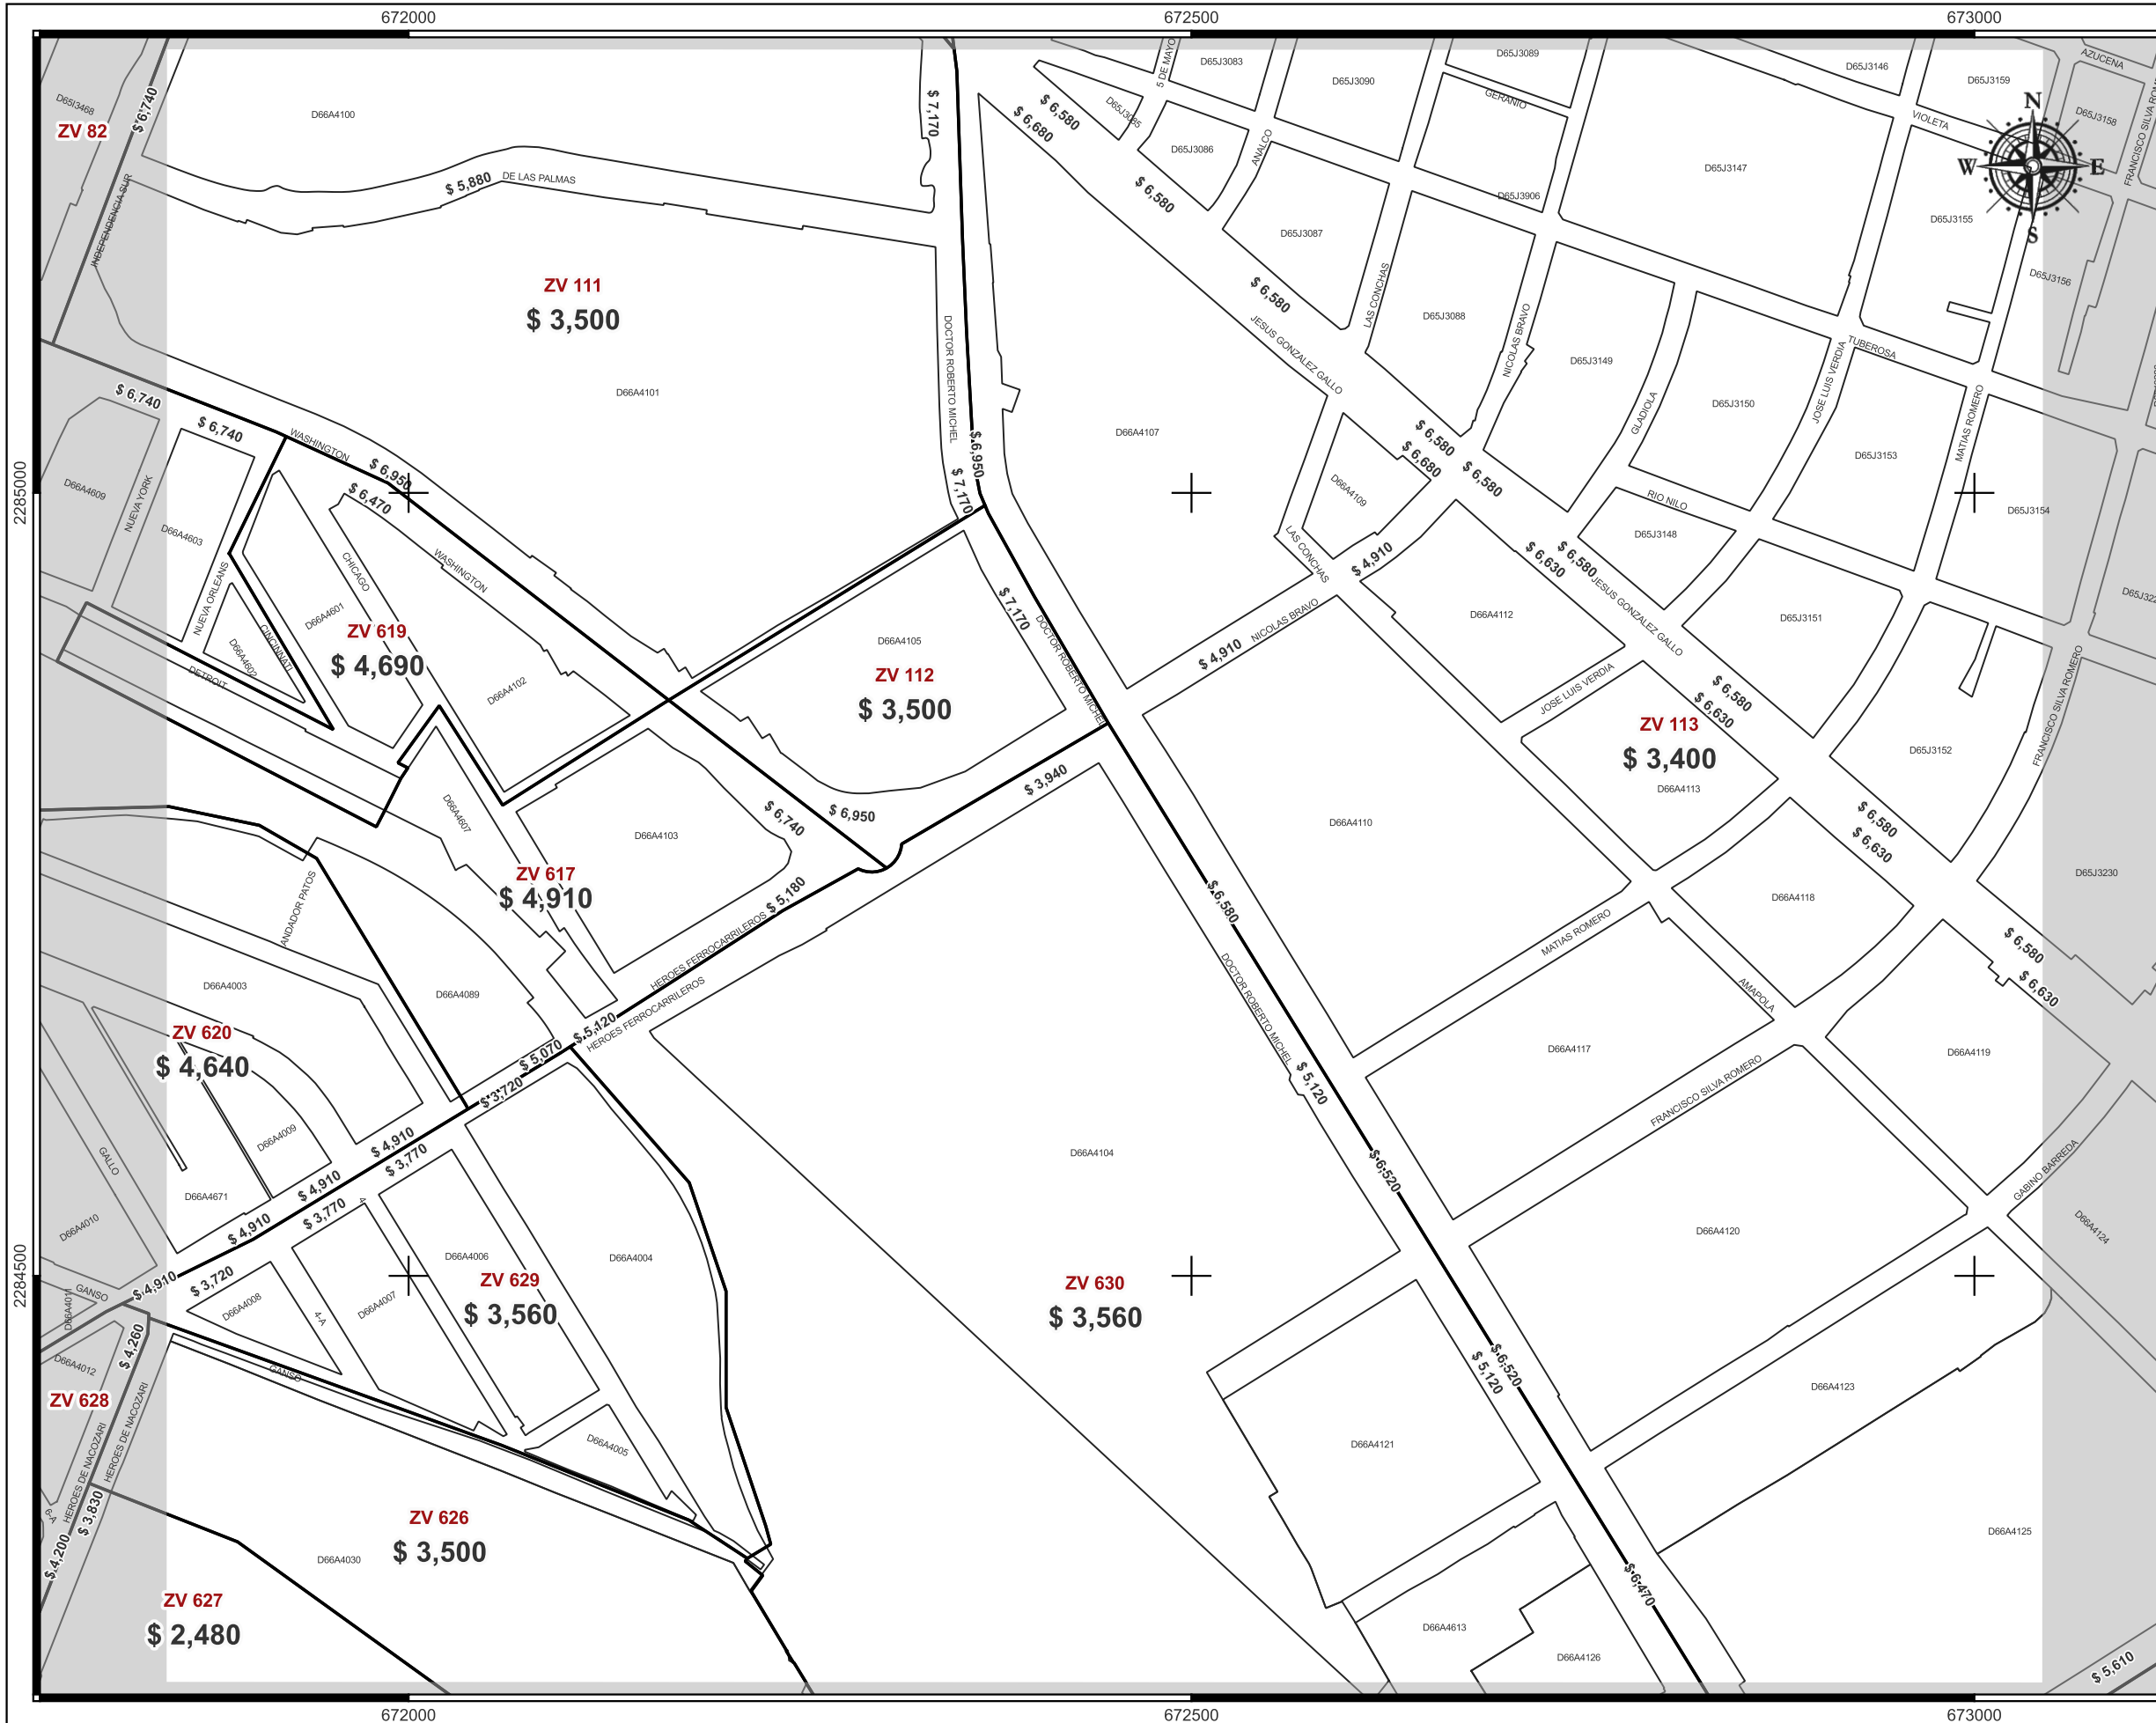 672000
672500
673000
AZUCENA
D65J3083
5 DE MAYO
D65J3089
D65J3146
D65J3159
D65J3090
D65I3468
$ 6,740
ZV 82
D66A4100
$ 7,170
$ 6,580
$ 6,680
D65J3085
GERANIO
VIOLETA
N
D65J3158
W
E
S
D65J3086
ANALCO
D65J3147
D65J3906
$ 5,880
DE LAS PALMAS
$ 6,580
D65J3155
D65J3087
INDEPENDENCIA SUR
D65J3156
ZV 111
$ 3,500
$ 6,580
JESUS GONZALEZ GALLO
LAS CONCHAS
D65J3088
NICOLAS BRAVO
D65J3149
JOSE LUIS VERDIA
TUBEROSA
DOCTOR ROBERTO MICHEL
D66A4101
$ 6,740
$ 6,740
WASHINGTON
$ 6,950
$ 6,470
$ 6,950
$ 7,170
D66A4107
GLADIOLA
D65J3150
MATIAS ROMERO
D65J3153
$ 6,580
$ 6,680
$ 6,580
D66A4109
D66A4609
NUEVA YORK
D66A4603
RIO NILO
D65J3154
2285000
D65J3148
LAS CONCHAS
$ 4,910
$ 6,630
$ 6,580
JESUS GONZALEZ GALLO
CHICAGO
WASHINGTON
NUEVA ORLEANS
D66A4601
ZV 619
$ 4,690
CINCINNATI
D66A4602
DETROIT
D66A4102
$ 7,170
DOCTOR ROBERTO MICHEL
D66A4105
ZV 112
$ 3,500
$ 4,910
NICOLAS BRAVO
D66A4112
D65J3151
JOSE LUIS VERDIA
$ 6,580
$ 6,630
ZV 113
$ 3,400
D66A4113
D65J3152
FRANCISCO SILVA ROMERO
D66A4607
$ 3,940
$ 6,740
$ 6,950
D66A4103
D66A4110
$ 6,580
$ 6,630
D65J3230
ZV 617
$ 4,910
ANDADOR PATOS
HEROES FERROCARRILEROS
$ 5,180
$ 6,580
D66A4118
MATIAS ROMERO
$ 6,580
$ 6,630
DOCTOR ROBERTO MICHEL
AMAPOLA
D66A4003
D66A4089
HEROES FERROCARRILEROS
$ 5,120
$ 5,070
$ 3,720
ZV 620
$ 4,640
D66A4117
D66A4119
$ 5,120
FRANCISCO SILVA ROMERO
D66A4009
GALLO
$ 4,910
$ 3,770
D66A4104
$ 6,520
GABINO BARREDA
D66A4671
$ 4,910
$ 3,770
4
D66A4010
$ 4,910
D66A4120
D66A4124
D66A4006
D66A4004
ZV 629
$ 3,560
2284500
$ 4,910
$ 3,720
GANSO
D66A4011
D66A4008
4-A
D66A4007
ZV 630
$ 3,560
D66A4012
$ 4,260
GANSO
ZV 628
HEROES DE NACOZARI
HEROES DE NACOZARI
$ 6,520
$ 5,120
D66A4123
D66A4005
D66A4121
6-A
$ 3,830
$ 4,200
ZV 626
$ 3,500
D66A4030
D66A4125
ZV 627
$ 2,480
$ 6,470
D66A4613
D66A4126
$ 5,610
672000
672500
673000